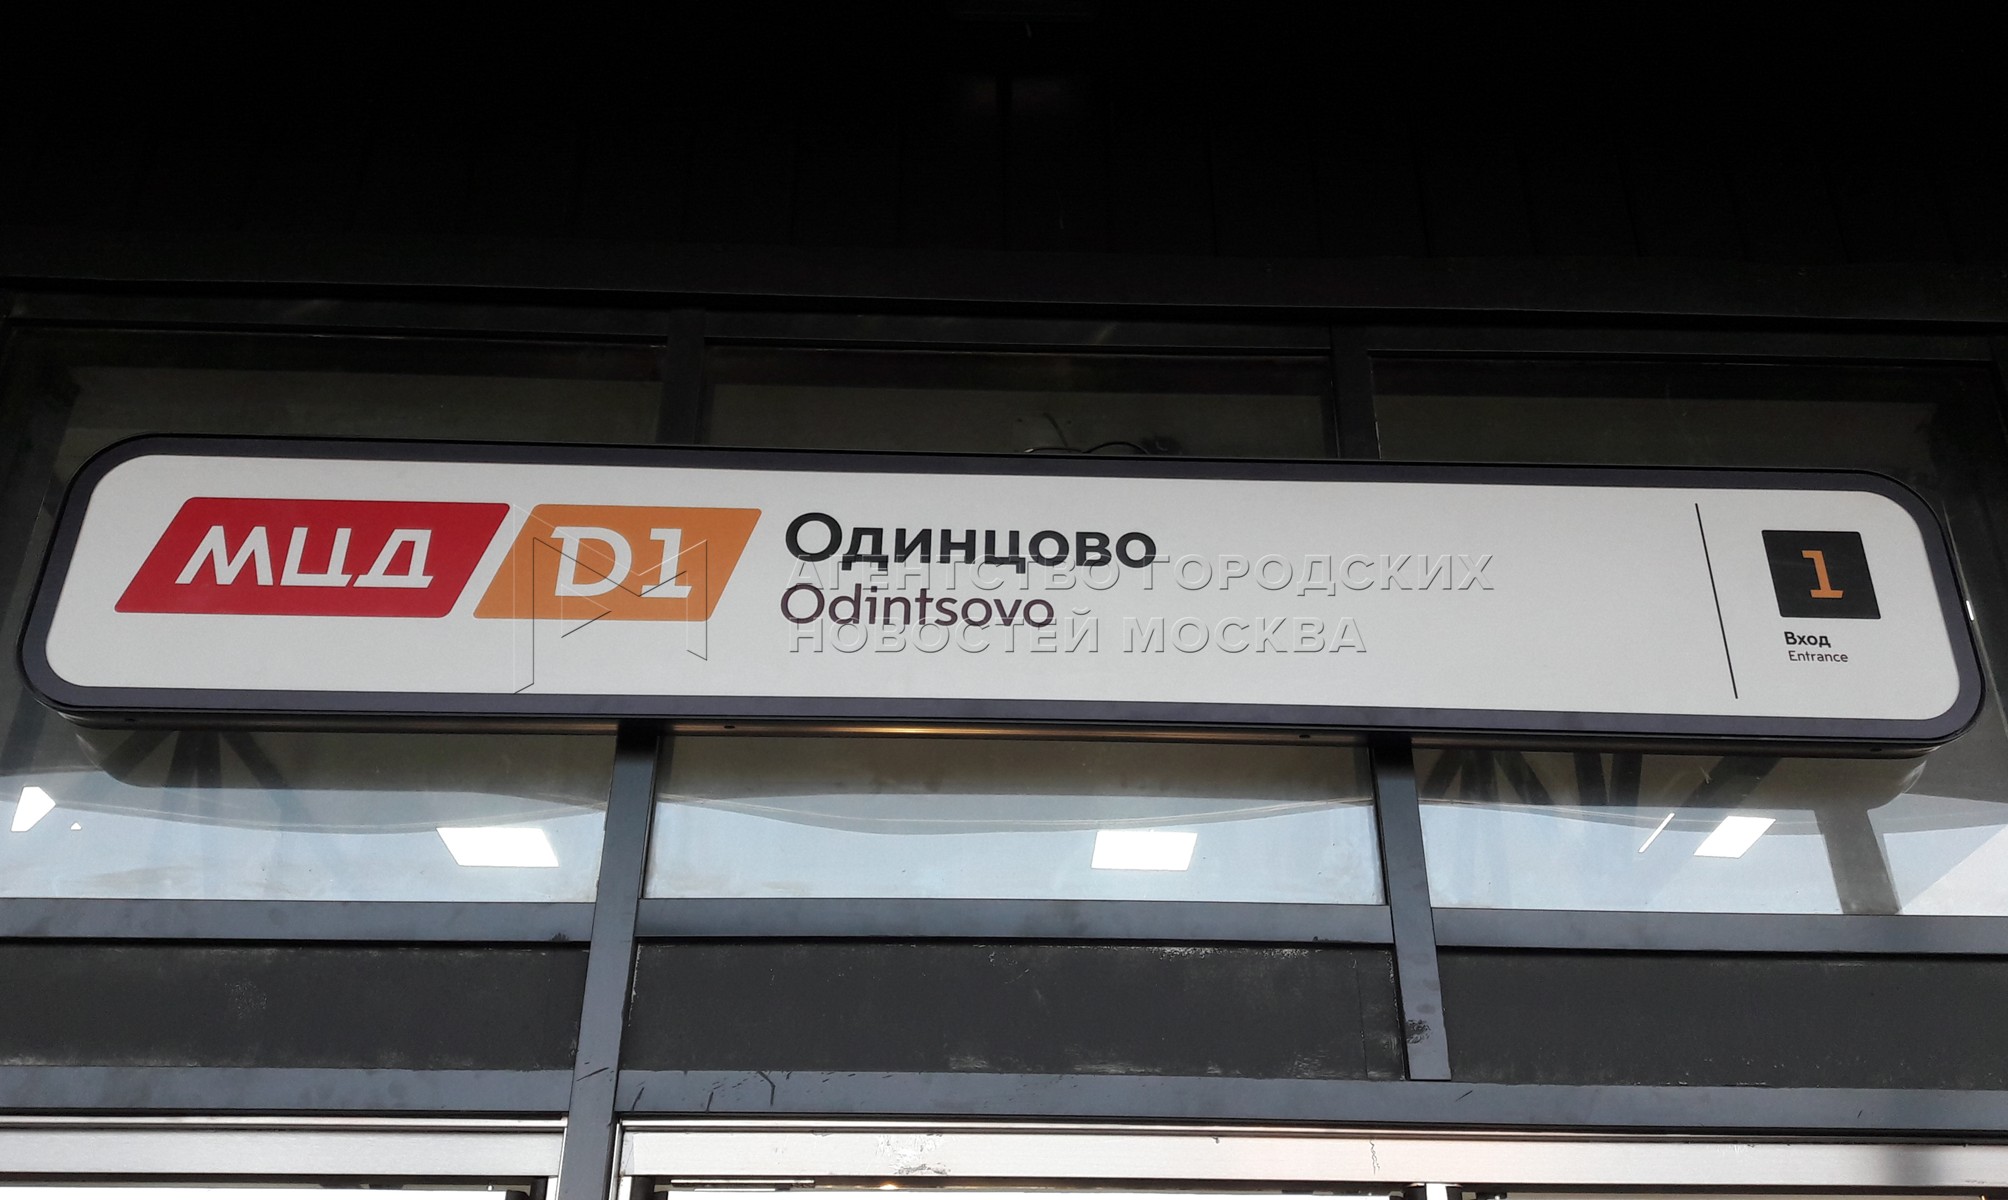 МЦД D1 Одинцово
Odintsovo
1
Вход
Entrance
АГЕНТСТВО ГОРОДСКИХ
НОВОСТЕЙ МОСКВА